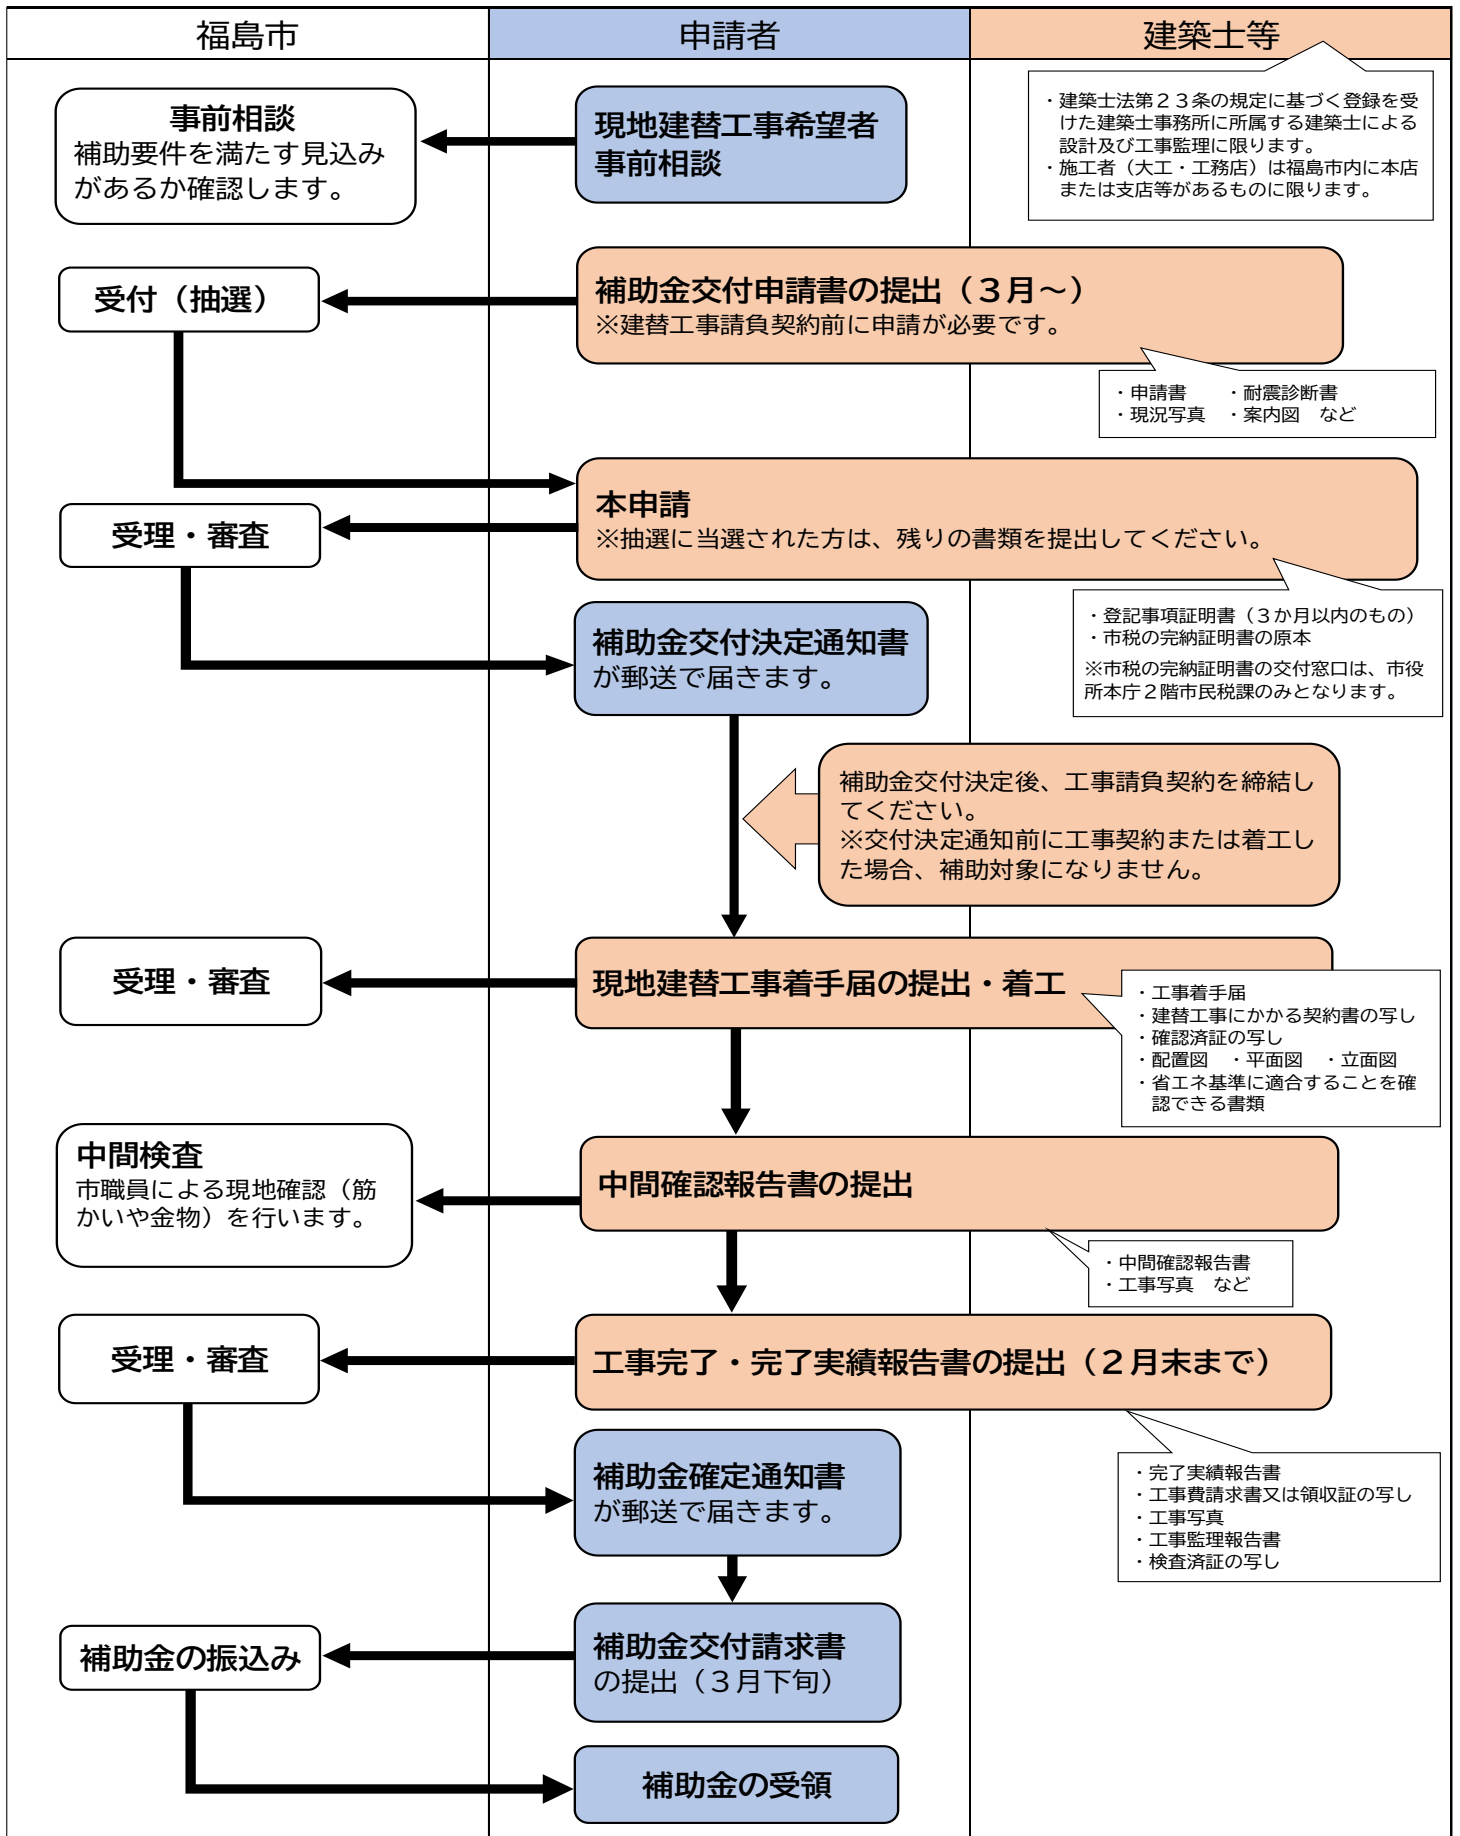 福島市
申請者
建築士等
・建築士法第２３条の規定に基づく登録を受
けた建築士事務所に所属する建築士による
設計及び工事監理に限ります。
・施工者（大工・工務店）は福島市内に本店
または支店等があるものに限ります。
事前相談
補助要件を満たす見込み
があるか確認します。
現地建替工事希望者
事前相談
受付（抽選）
補助金交付申請書の提出（３月～）
※建替工事請負契約前に申請が必要です。
・申請書　・耐震診断書
・現況写真　・案内図　など
本申請
※抽選に当選された方は、残りの書類を提出してください。
受理・審査
・登記事項証明書（３か月以内のもの）
・市税の完納証明書の原本
※市税の完納証明書の交付窓口は、市役
所本庁２階市民税課のみとなります。
補助金交付決定通知書
が郵送で届きます。
補助金交付決定後、工事請負契約を締結し
てください。
※交付決定通知前に工事契約または着工し
た場合、補助対象になりません。
受理・審査
現地建替工事着手届の提出・着工
・工事着手届
・建替工事にかかる契約書の写し
・確認済証の写し
・配置図　・平面図　・立面図
・省エネ基準に適合することを確
認できる書類
中間検査
市職員による現地確認（筋
かいや金物）を行います。
中間確認報告書の提出
・中間確認報告書
・工事写真　など
受理・審査
工事完了・完了実績報告書の提出（２月末まで）
・完了実績報告書
・工事費請求書又は領収証の写し
・工事写真
・工事監理報告書
・検査済証の写し
補助金確定通知書
が郵送で届きます。
補助金の振込み
補助金交付請求書
の提出（３月下旬）
補助金の受領